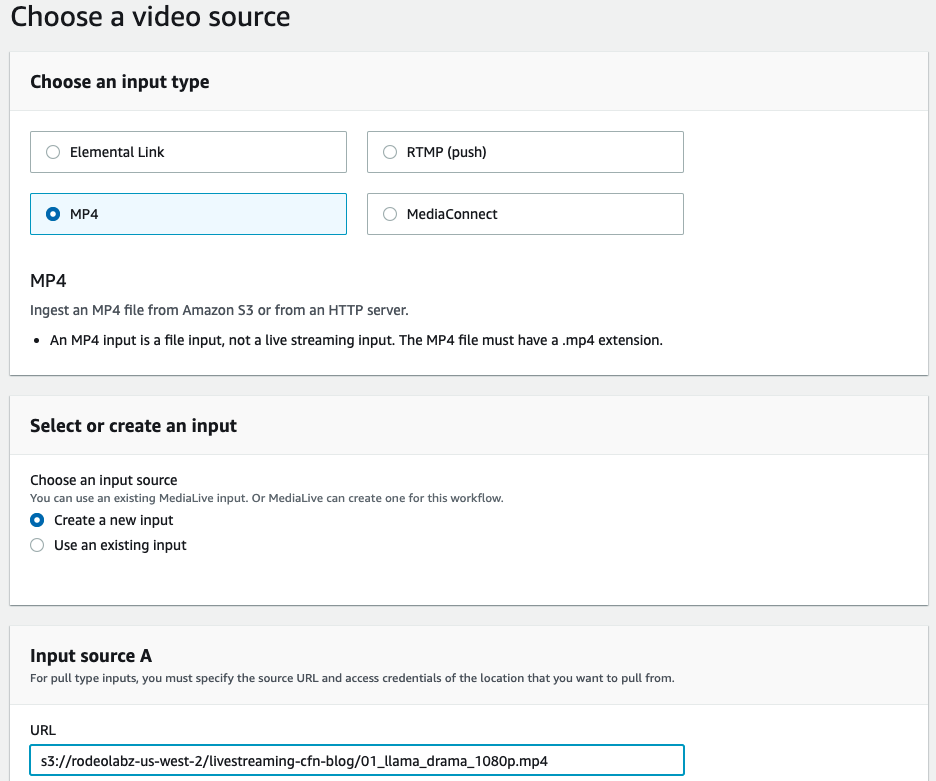 Choose a video source
Choose an input type
Elemental Link
RTMP (push)
MP4
MediaConnect
MP4
Ingest an MP4 file from Amazon S3 or from an HTTP server.
• An MP4 input is a file input, not a live streaming input. The MP4 file must have a .mp4 extension.
Select or create an input
Choose an input source
You can use an existing MediaLive input. Or MediaLive can create one for this workflow.
Create a new input
Use an existing input
Input source A
For pull type inputs, you must specify the source URL and access credentials of the location that you want to pull from.
URL
s3://rodeolabz-us-west-2/livestreaming-cfn-blog/01_llama_drama_1080p.mp4